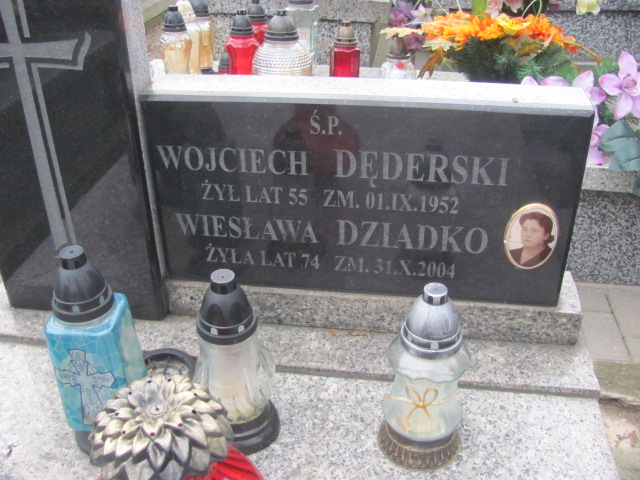 Ś.P.
WOJCIECH DĘDERSKI
ŻYŁ LAT 55 ZM. 01.IX.1952
WIESŁAWA DZIADKO
ŻYŁA LAT 74 ZM. 31.X.2004